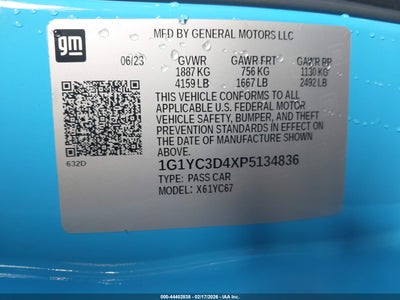 gm
MFD BY GENERAL MOTORS LLC
06/23 GVWR GAWR FRT GAWR RR
1887 KG 756 KG 1130 KG
4159 LB 1667 LB 2492 LB
THIS VEHICLE CONFORMS TO ALL
APPLICABLE U.S. FEDERAL MOTOR
VEHICLE SAFETY, BUMPER, AND THEFT
PREVENTION STANDARDS IN EFFECT ON
THE DATE OF MANUFACTURE SHOWN
ABOVE.
632D
1G1YC3D4XP5134836
TYPE: PASS CAR
MODEL: X61YC67
000-44402838 - 02/17/2026 - IAAI.COM